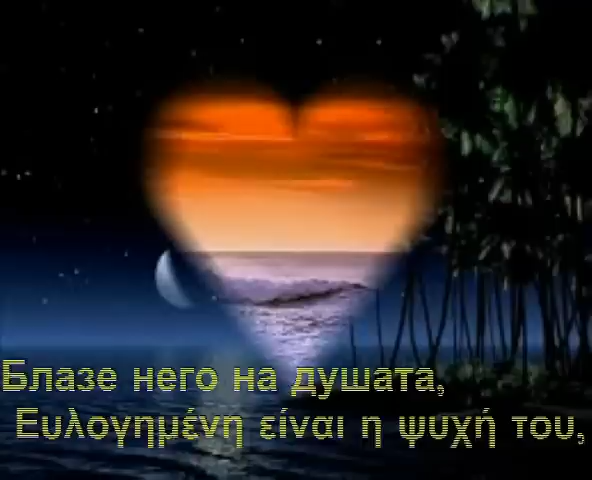 Блазе него на душата,
Ευλογημένη είναι η ψυχή του,